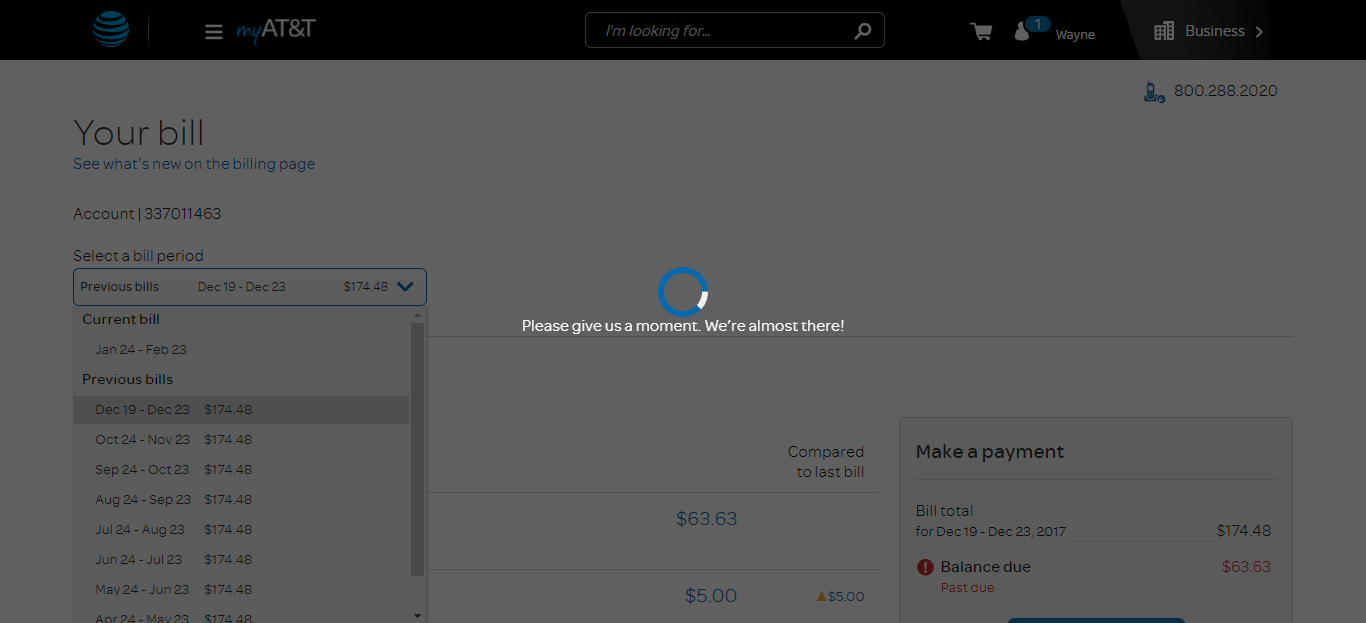 myAT&T
I'm looking for...
1
Wayne
Business
800.288.2020
Your bill
See what's new on the billing page
Account | 337011463
Select a bill period
Previous bills Dec 19 - Dec 23 $174.48
Please give us a moment. We're almost there!
Current bill
Jan 24 - Feb 23
Previous bills
Dec 19 - Dec 23 $174.48
Oct 24 - Nov 23 $174.48
Sep 24 - Oct 23 $174.48
Aug 24 - Sep 23 $174.48
Jul 24 - Aug 23 $174.48
Jun 24 - Jul 23 $174.48
May 24 - Jun 23 $174.48
Apr 24 - May 23 $174.48
Compared
to last bill
$63.63
$5.00 $5.00
Make a payment
Bill total
for Dec 19 - Dec 23, 2017 $174.48
Balance due $63.63
Past due